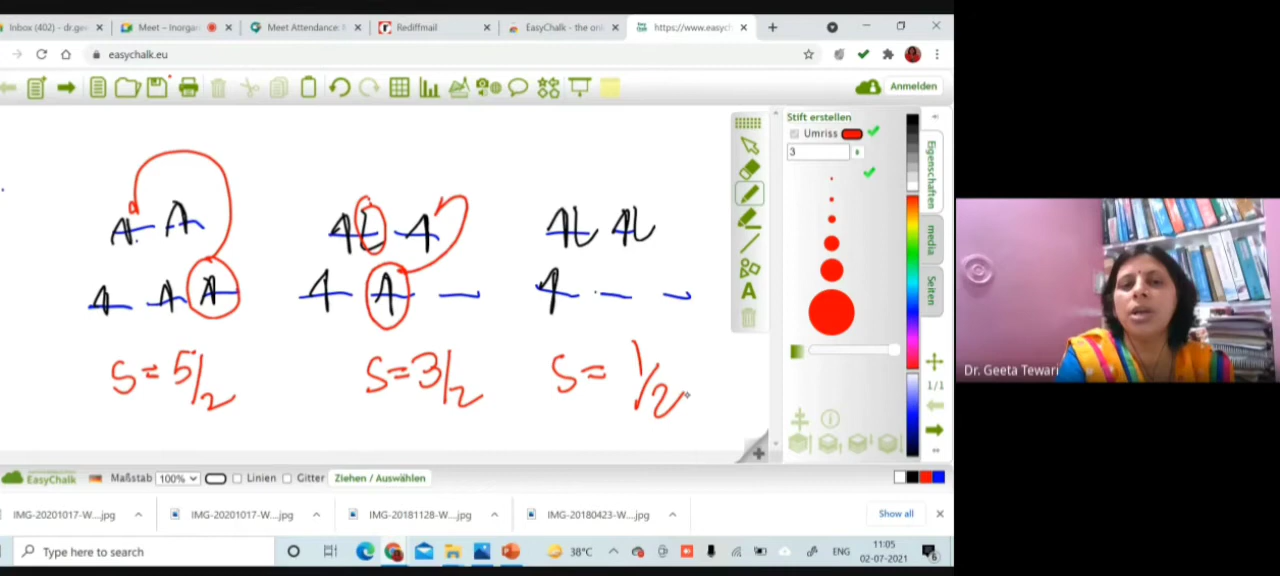 Inbox (402) - dr.gee
Meet – Inorgan
Meet Attendance: M
Rediffmail
EasyChalk - the onl
https://www.easych
easychalk.eu
Anmelden
Stift erstellen
Umriss
3
Eigenschaften
media
Seiten
S = 5/2
S = 3/2
S = 1/2
1/1
Dr. Geeta Tewari
EasyChalk
Maßstab 100%
Linien
Gitter
Ziehen / Auswählen
IMG-20201017-W....jpg
IMG-20201017-W....jpg
IMG-20181128-W....jpg
IMG-20180423-W....jpg
Show all
Type here to search
38°C
ENG
11:05
02-07-2021
6